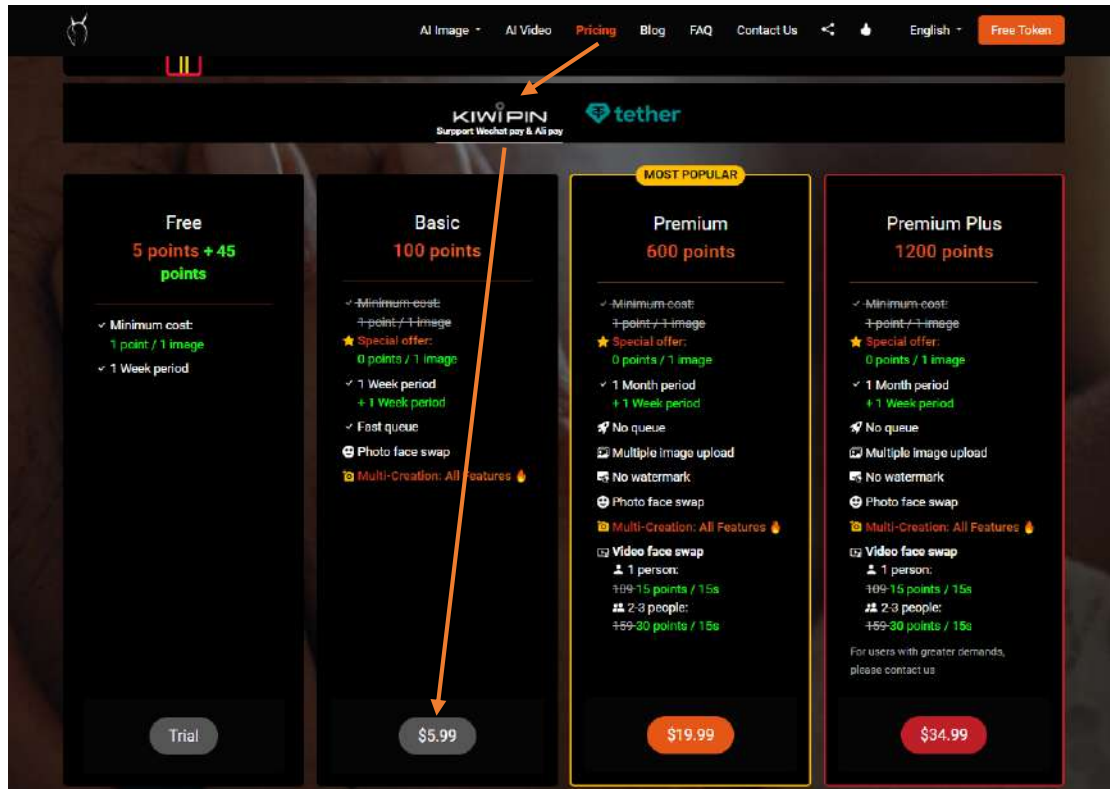 AI Image AI Video Pricing Blog FAQ Contact Us English Free Token
KIWIPIN
Surpport Wechat pay & Ali pay
tether
MOST POPULAR
Free
5 points + 45
points
Minimum cost:
1 point / 1 image
1 Week period
Trial
Basic
100 points
Minimum cost:
1 point / 1 image
Special offer:
0 points / 1 image
1 Week period
+ 1 Week period
Fast queue
Photo face swap
Multi-Creation: All Features
$5.99
Premium
600 points
Minimum cost:
1 point / 1 image
Special offer:
0 points / 1 image
1 Month period
+ 1 Week period
No queue
Multiple image upload
No watermark
Photo face swap
Multi-Creation: All Features
Video face swap
1 person:
109 15 points / 15s
2-3 people:
159 30 points / 15s
$19.99
Premium Plus
1200 points
Minimum cost:
1 point / 1 image
Special offer:
0 points / 1 image
1 Month period
+ 1 Week period
No queue
Multiple image upload
No watermark
Photo face swap
Multi-Creation: All Features
Video face swap
1 person:
109 15 points / 15s
2-3 people:
159 30 points / 15s
For users with greater demands,
please contact us
$34.99